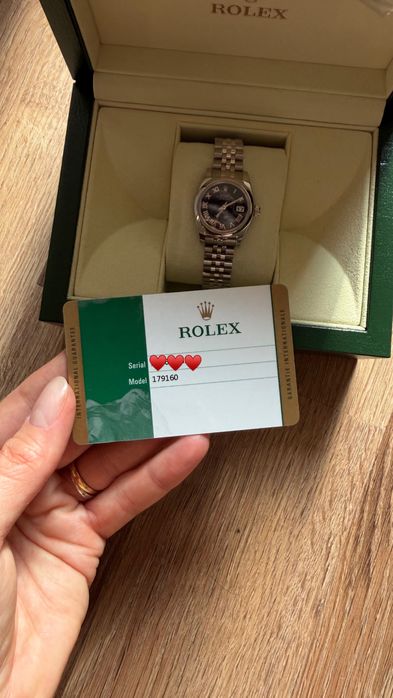 ROLEX
ROLEX
INTERNATIONAL GUARANTEE
Serial
Model 179160
GARANTIE INTERNATIONALE